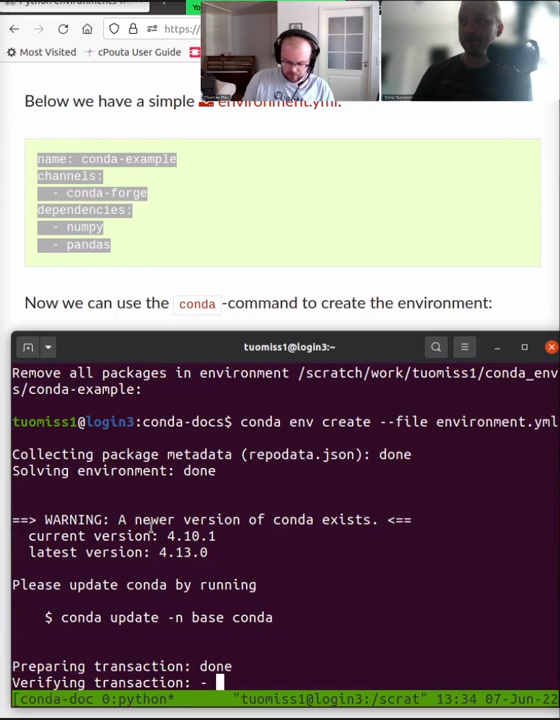 https://
Most Visited cPouta User Guide
Below we have a simple environment.yml:
name: conda-example
channels:
  - conda-forge
dependencies:
  - numpy
  - pandas
Now we can use the conda -command to create the environment:
tuomiss1@login3:~
Remove all packages in environment /scratch/work/tuomiss1/conda_env
s/conda-example:
tuomiss1@login3:conda-docs$ conda env create --file environment.yml
Collecting package metadata (repodata.json): done
Solving environment: done
==> WARNING: A newer version of conda exists. <==
  current version: 4.10.1
  latest version: 4.13.0
Please update conda by running
    $ conda update -n base conda
Preparing transaction: done
Verifying transaction: -
[conda-doc 0:python* "tuomiss1@login3:/scrat" 13:34 07-Jun-22